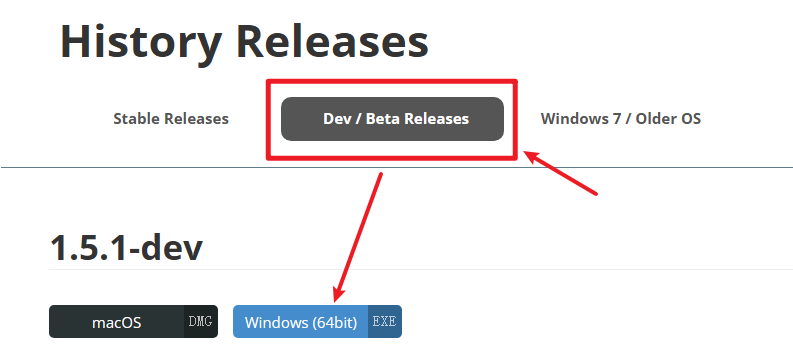 History Releases
Stable Releases Dev / Beta Releases Windows 7 / Older OS
1.5.1-dev
macOS DMG Windows (64bit) EXE